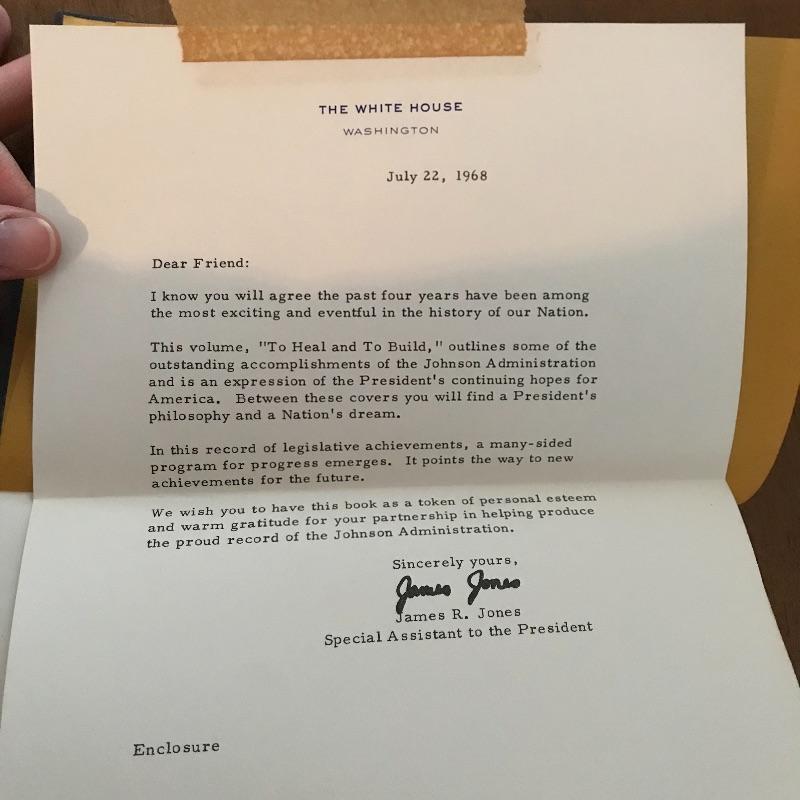 THE WHITE HOUSE
WASHINGTON
July 22, 1968
Dear Friend:
I know you will agree the past four years have been among
the most exciting and eventful in the history of our Nation.
This volume, "To Heal and To Build," outlines some of the
outstanding accomplishments of the Johnson Administration
and is an expression of the President's continuing hopes for
America. Between these covers you will find a President's
philosophy and a Nation's dream.
In this record of legislative achievements, a many-sided
program for progress emerges. It points the way to new
achievements for the future.
We wish you to have this book as a token of personal esteem
and warm gratitude for your partnership in helping produce
the proud record of the Johnson Administration.
Sincerely yours,
James Jones
James R. Jones
Special Assistant to the President
Enclosure